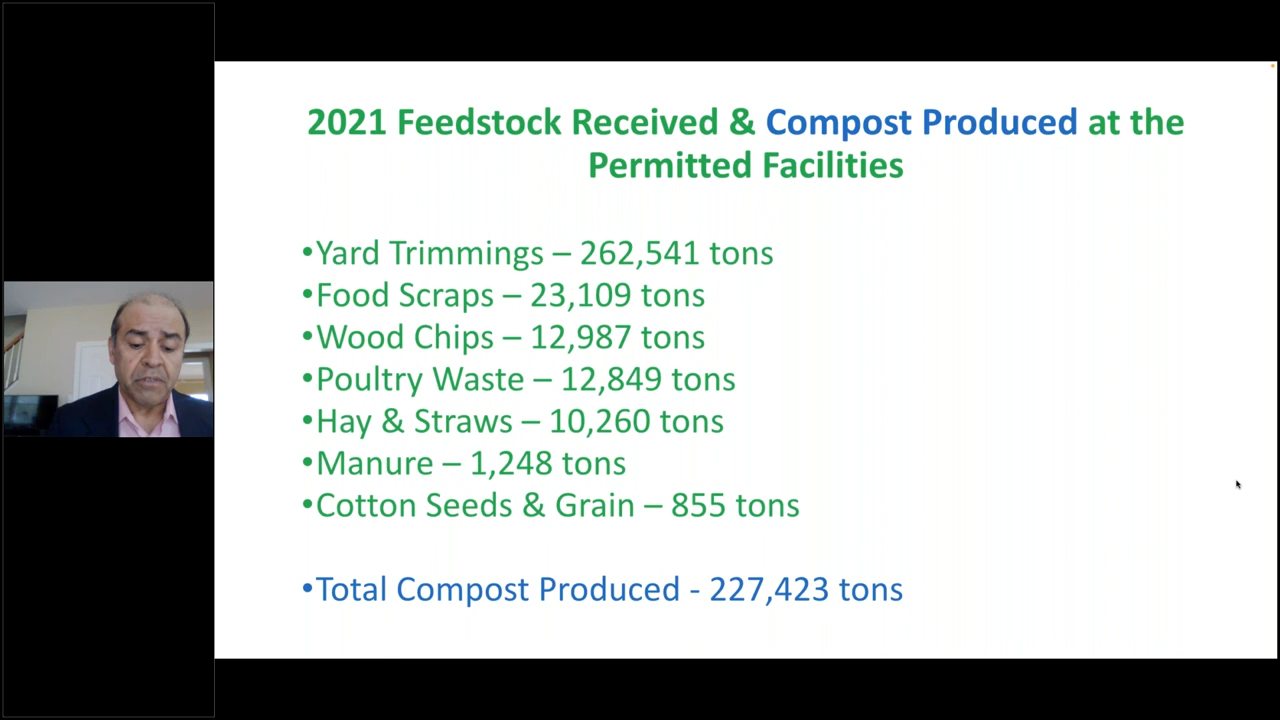 2021 Feedstock Received & Compost Produced at the
Permitted Facilities
•Yard Trimmings – 262,541 tons
•Food Scraps – 23,109 tons
•Wood Chips – 12,987 tons
•Poultry Waste – 12,849 tons
•Hay & Straws – 10,260 tons
•Manure – 1,248 tons
•Cotton Seeds & Grain – 855 tons
•Total Compost Produced - 227,423 tons